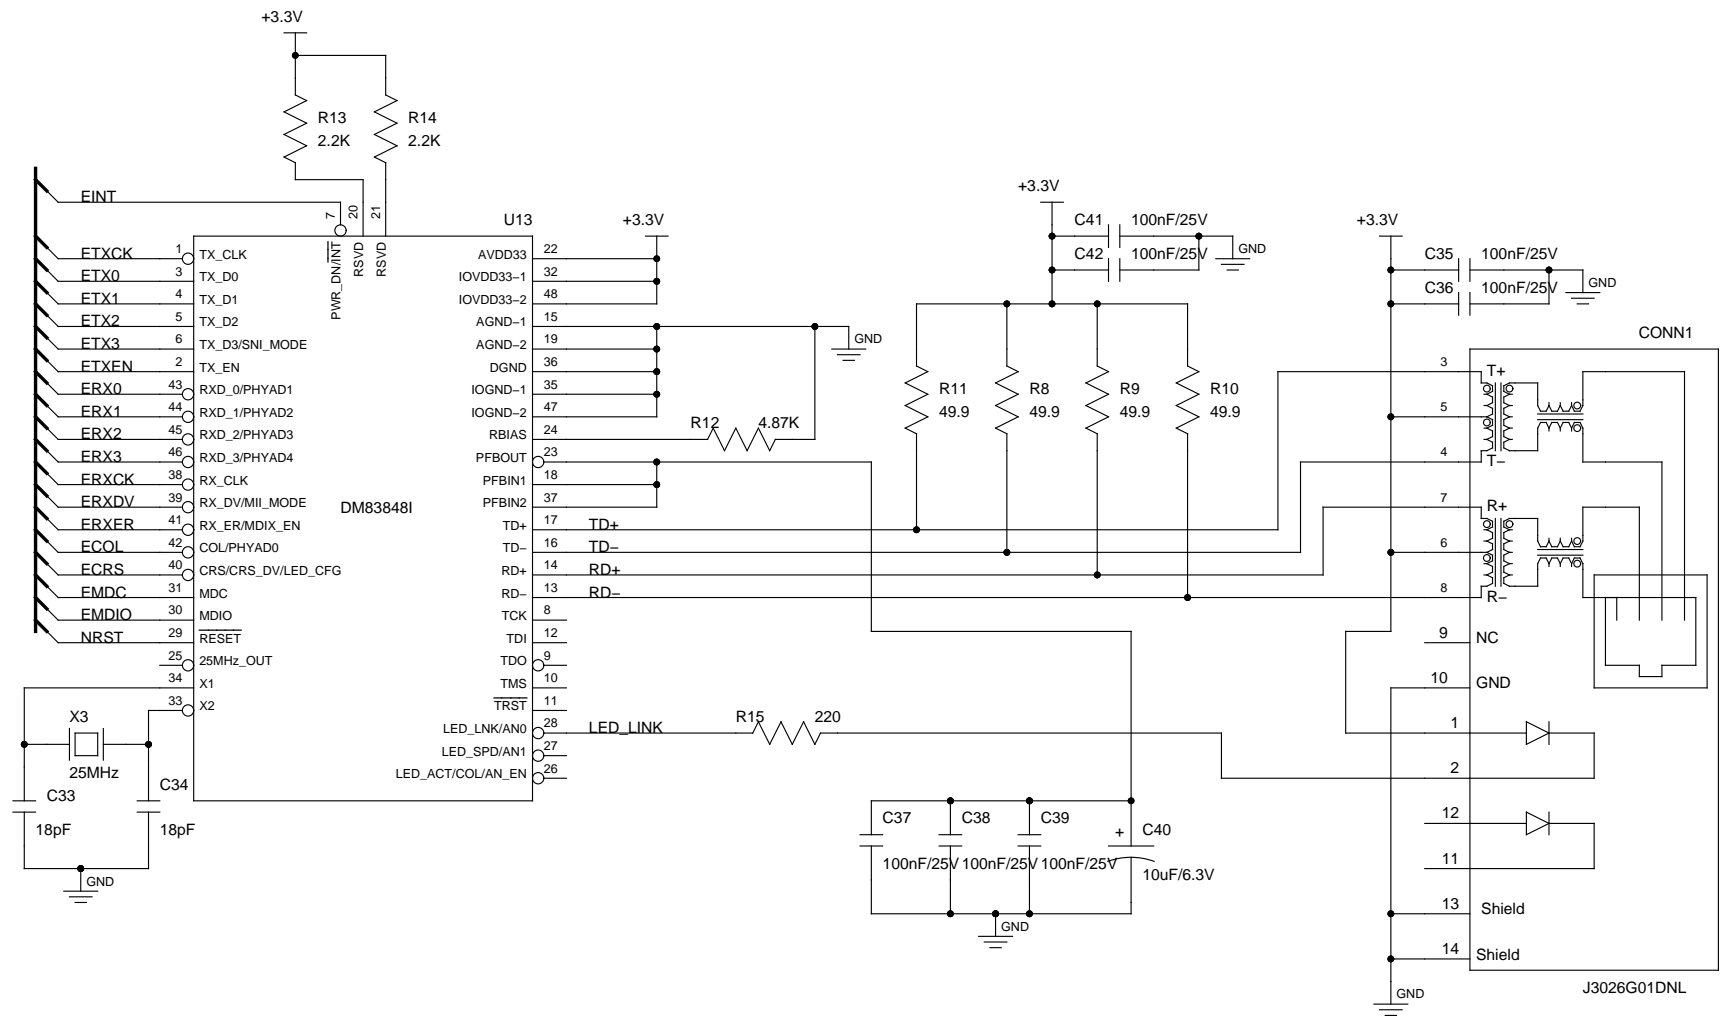 +3.3V
R13
2.2K
R14
2.2K
EINT
ETXCK
ETX0
ETX1
ETX2
ETX3
ETXEN
ERX0
ERX1
ERX2
ERX3
ERXCK
ERXDV
ERXER
ECOL
ECRS
EMDC
EMDIO
NRST
7
20
21
PWR_DN/INT
RSVD
RSVD
U13
DM83848I
1 TX_CLK
3 TX_D0
4 TX_D1
5 TX_D2
6 TX_D3/SNI_MODE
2 TX_EN
43 RXD_0/PHYAD1
44 RXD_1/PHYAD2
45 RXD_2/PHYAD3
46 RXD_3/PHYAD4
38 RX_CLK
39 RX_DV/MII_MODE
41 RX_ER/MDIX_EN
42 COL/PHYAD0
40 CRS/CRS_DV/LED_CFG
31 MDC
30 MDIO
29 RESET
25 25MHz_OUT
34 X1
33 X2
AVDD33 22
IOVDD33-1 32
IOVDD33-2 48
AGND-1 15
AGND-2 19
DGND 36
IOGND-1 35
IOGND-2 47
RBIAS 24
PFBOUT 23
PFBIN1 18
PFBIN2 37
TD+ 17 TD+
TD- 16 TD-
RD+ 14 RD+
RD- 13 RD-
TCK 8
TDI 12
TDO 9
TMS 10
TRST 11
LED_LNK/AN0 28 LED_LINK
LED_SPD/AN1 27
LED_ACT/COL/AN_EN 26
X3
25MHz
C33
18pF
C34
18pF
GND
+3.3V
GND
R12 4.87K
R15 220
+3.3V
C41 100nF/25V
C42 100nF/25V
GND
R11
49.9
R8
49.9
R9
49.9
R10
49.9
C37
100nF/25V
C38
100nF/25V
C39
100nF/25V
+
C40
10uF/6.3V
GND
+3.3V
C35 100nF/25V
C36 100nF/25V
GND
CONN1
3 T+
5
4 T-
7 R+
6
8 R-
9 NC
10 GND
1
2
12
11
13 Shield
14 Shield
GND
J3026G01DNL